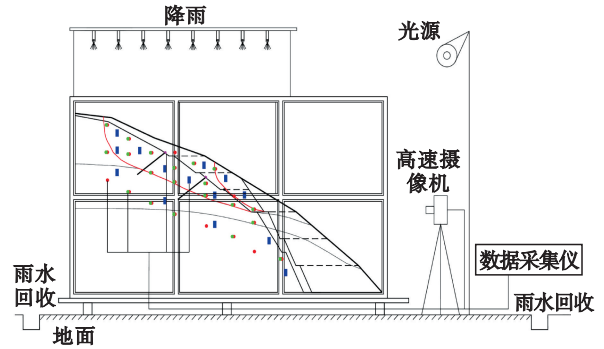 降雨
光源
高速摄
像机
数据采集仪
雨水
回收
雨水回收
地面